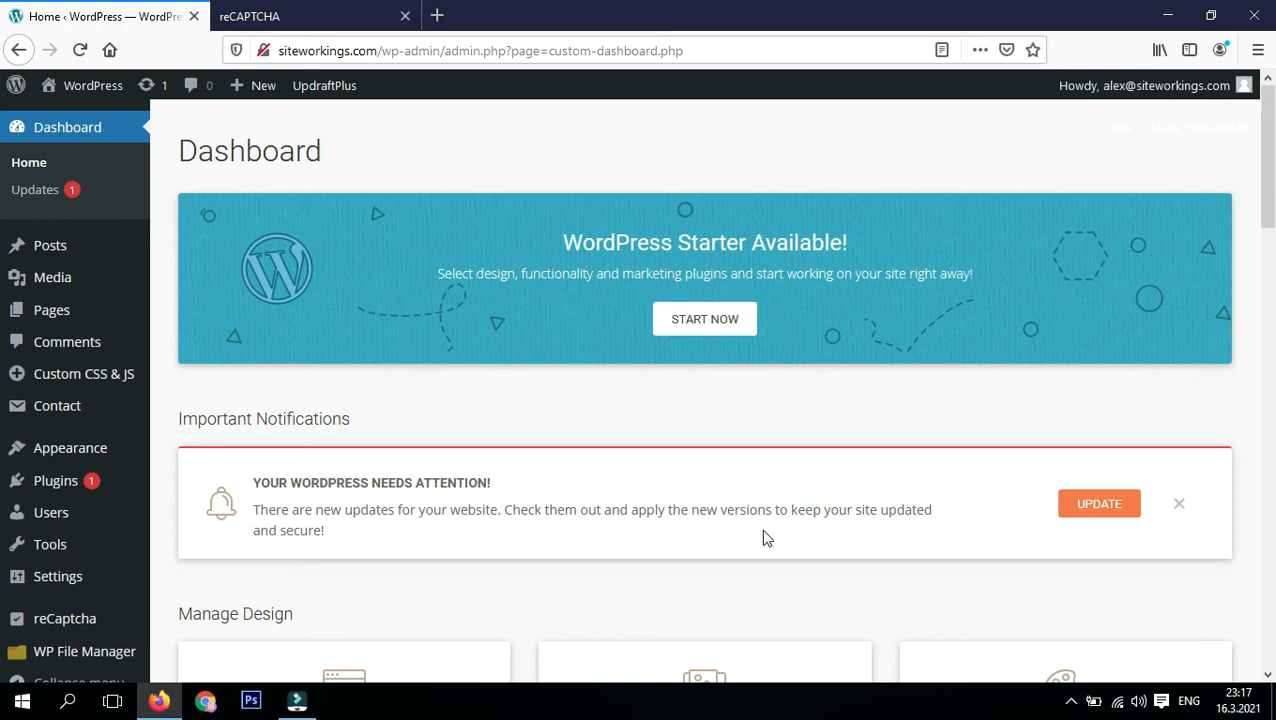 Home ‹ WordPress — WordPre
reCAPTCHA
siteworkings.com/wp-admin/admin.php?page=custom-dashboard.php
WordPress
1
0
New
UpdraftPlus
Howdy, alex@siteworkings.com
Dashboard
Home
Updates 1
Posts
Media
Pages
Comments
Custom CSS & JS
Contact
Appearance
Plugins 1
Users
Tools
Settings
reCaptcha
WP File Manager
Collapse menu
Dashboard
WordPress Starter Available!
Select design, functionality and marketing plugins and start working on your site right away!
START NOW
Important Notifications
YOUR WORDPRESS NEEDS ATTENTION!
There are new updates for your website. Check them out and apply the new versions to keep your site updated
and secure!
UPDATE
Manage Design
Ps
ENG
23:17
16.3.2021